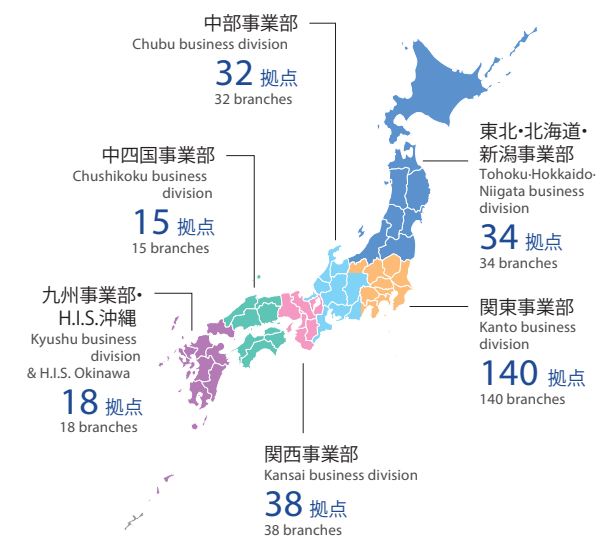 中部事業部
Chubu business division
32 拠点
32 branches
東北・北海道・
新潟事業部
Tohoku·Hokkaido·
Niigata business
division
34 拠点
34 branches
中四国事業部
Chushikoku business
division
15 拠点
15 branches
九州事業部・
H.I.S.沖縄
Kyushu business
division
& H.I.S. Okinawa
18 拠点
18 branches
関東事業部
Kanto business
division
140 拠点
140 branches
関西事業部
Kansai business division
38 拠点
38 branches